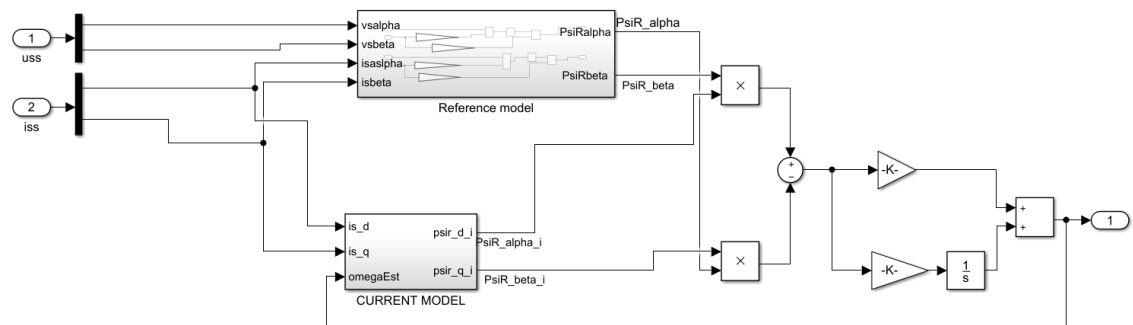 1
uss
2
iss
vsalpha
vsbeta
isaslpha
isbeta
PsiRalpha
PsiRbeta
Reference model
PsiR_alpha
PsiR_beta
×
is_d
is_q
omegaEst
psir_d_i
psir_q_i
CURRENT MODEL
PsiR_alpha_i
PsiR_beta_i
×
+
−
-K-
-K-
1
s
+
+
1